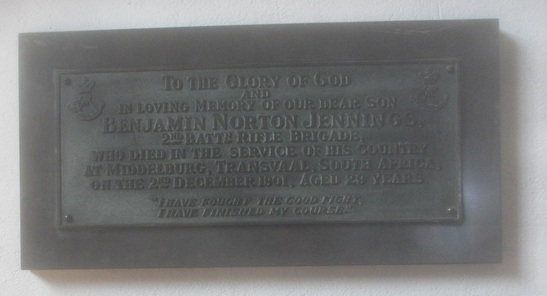 TO THE GLORY OF GOD
AND
IN LOVING MEMORY OF OUR DEAR SON
BENJAMIN NORTON JENNINGS,
2ND BATTN RIFLE BRIGADE,
WHO DIED IN THE SERVICE OF HIS COUNTRY
AT MIDDELBURG, TRANSVAAL, SOUTH AFRICA,
ON THE 2ND DECEMBER 1901, AGED 29 YEARS.
"I HAVE FOUGHT THE GOOD FIGHT,
I HAVE FINISHED MY COURSE."